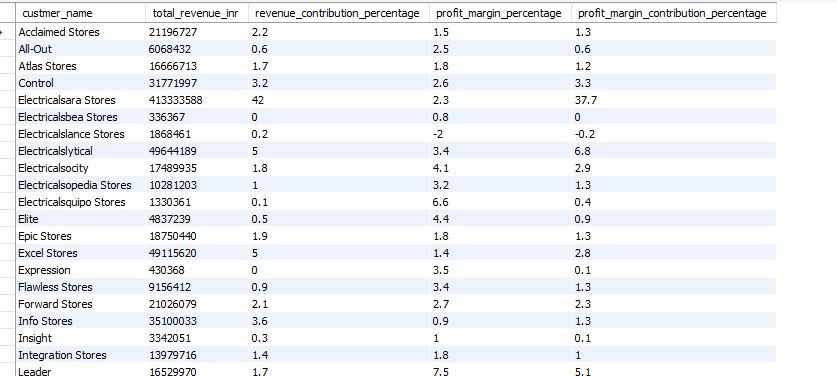 custmer_name total_revenue_inr revenue_contribution_percentage profit_margin_percentage profit_margin_contribution_percentage
Acclaimed Stores 21196727 2.2 1.5 1.3
All-Out 6068432 0.6 2.5 0.6
Atlas Stores 16666713 1.7 1.8 1.2
Control 31771997 3.2 2.6 3.3
Electricalsara Stores 413333588 42 2.3 37.7
Electricalsbea Stores 336367 0 0.8 0
Electricalslance Stores 1868461 0.2 -2 -0.2
Electricalslytical 49644189 5 3.4 6.8
Electricalsocity 17489935 1.8 4.1 2.9
Electricalsopedia Stores 10281203 1 3.2 1.3
Electricalsquipo Stores 1330361 0.1 6.6 0.4
Elite 4837239 0.5 4.4 0.9
Epic Stores 18750440 1.9 1.8 1.3
Excel Stores 49115620 5 1.4 2.8
Expression 430368 0 3.5 0.1
Flawless Stores 9156412 0.9 3.4 1.3
Forward Stores 21026079 2.1 2.7 2.3
Info Stores 35100033 3.6 0.9 1.3
Insight 3342051 0.3 1 0.1
Integration Stores 13979716 1.4 1.8 1
Leader 16529970 1.7 7.5 5.1